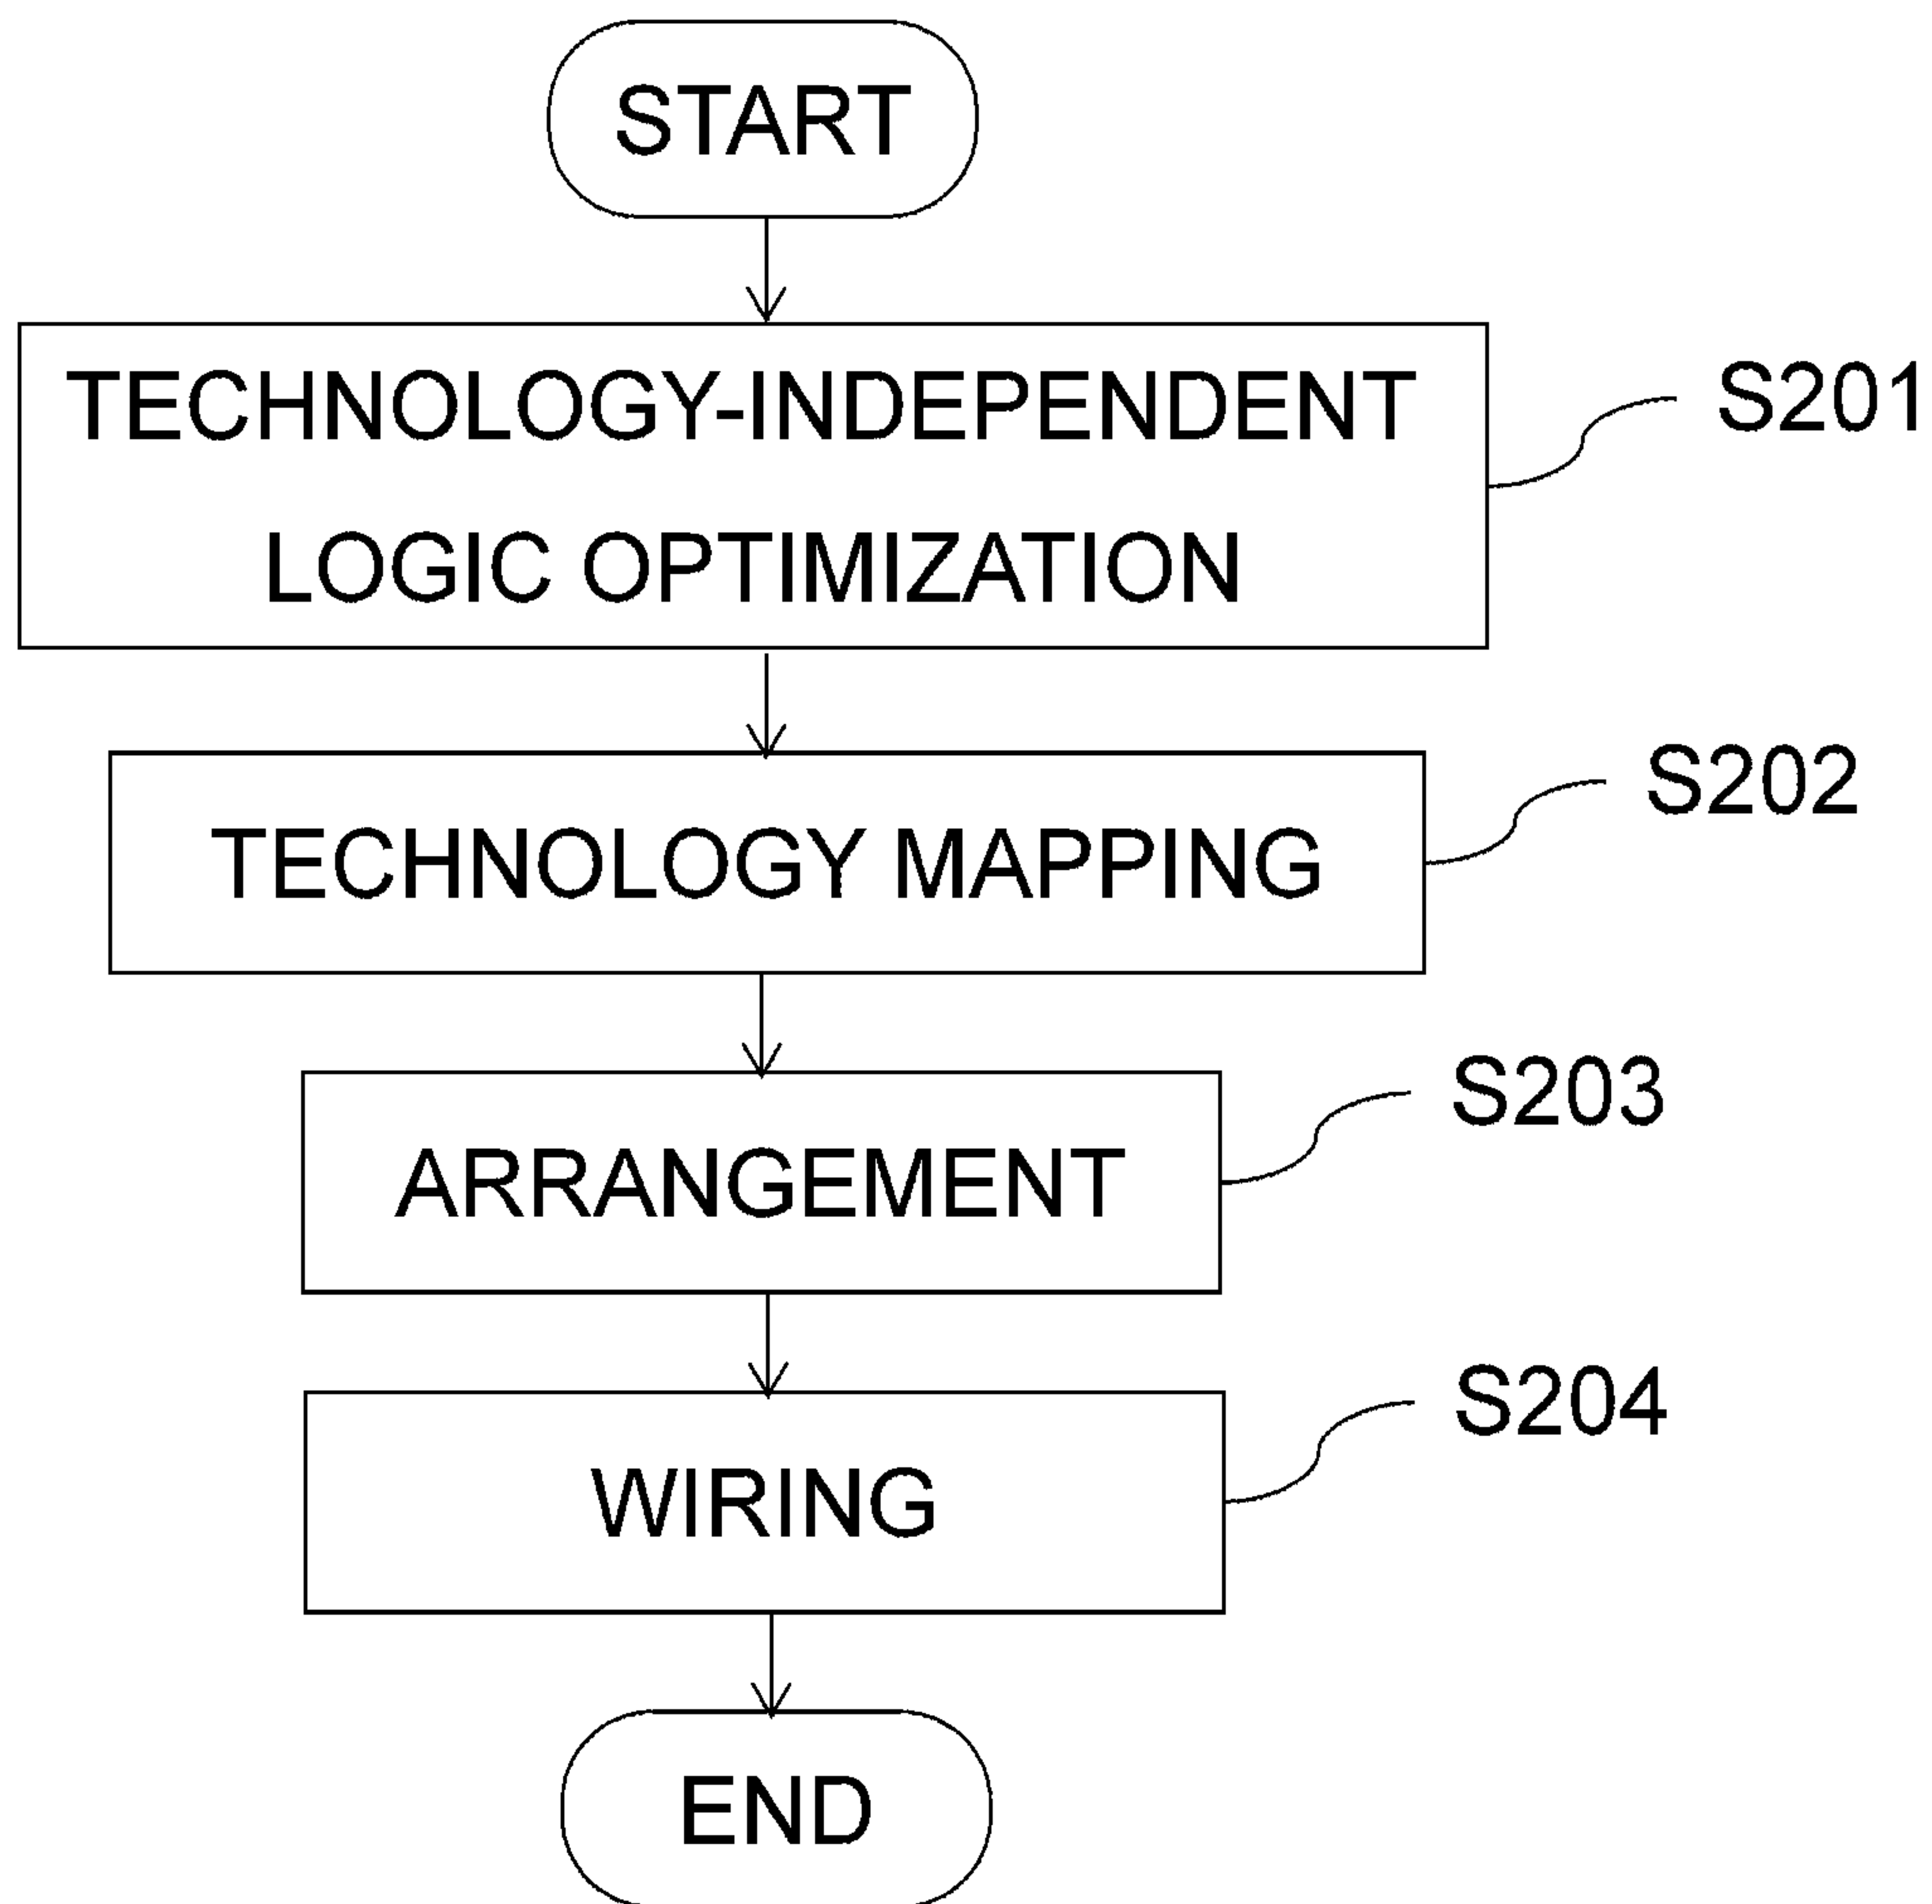 START
TECHNOLOGY-INDEPENDENT
LOGIC OPTIMIZATION
S201
TECHNOLOGY MAPPING
S202
ARRANGEMENT
S203
WIRING
S204
END